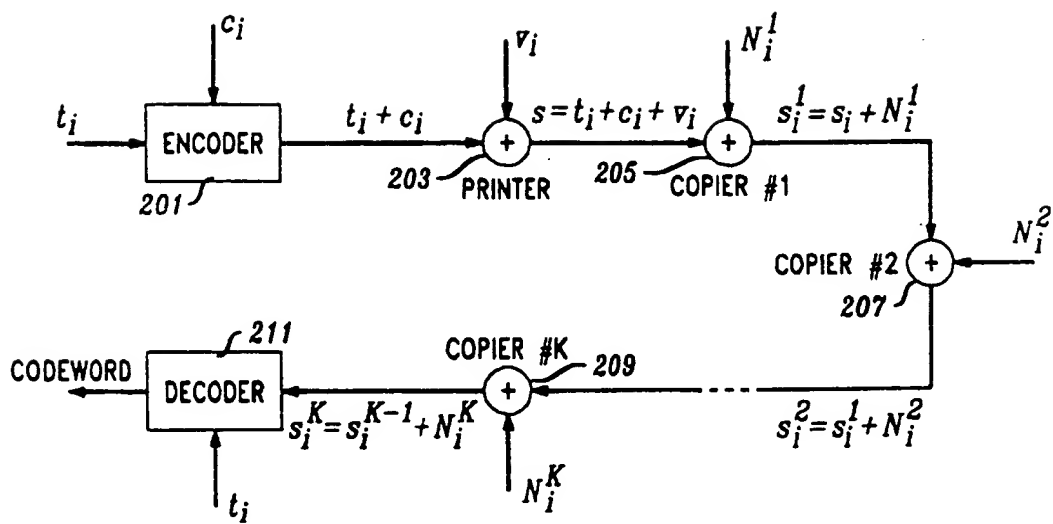 c_i
t_i
ENCODER
201
t_i + c_i
∇_i
203
PRINTER
s = t_i + c_i + ∇_i
N_i^1
205
COPIER #1
s_i^1 = s_i + N_i^1
N_i^2
COPIER #2
207
s_i^2 = s_i^1 + N_i^2
COPIER #K
209
N_i^K
s_i^K = s_i^{K-1} + N_i^K
211
DECODER
t_i
CODEWORD